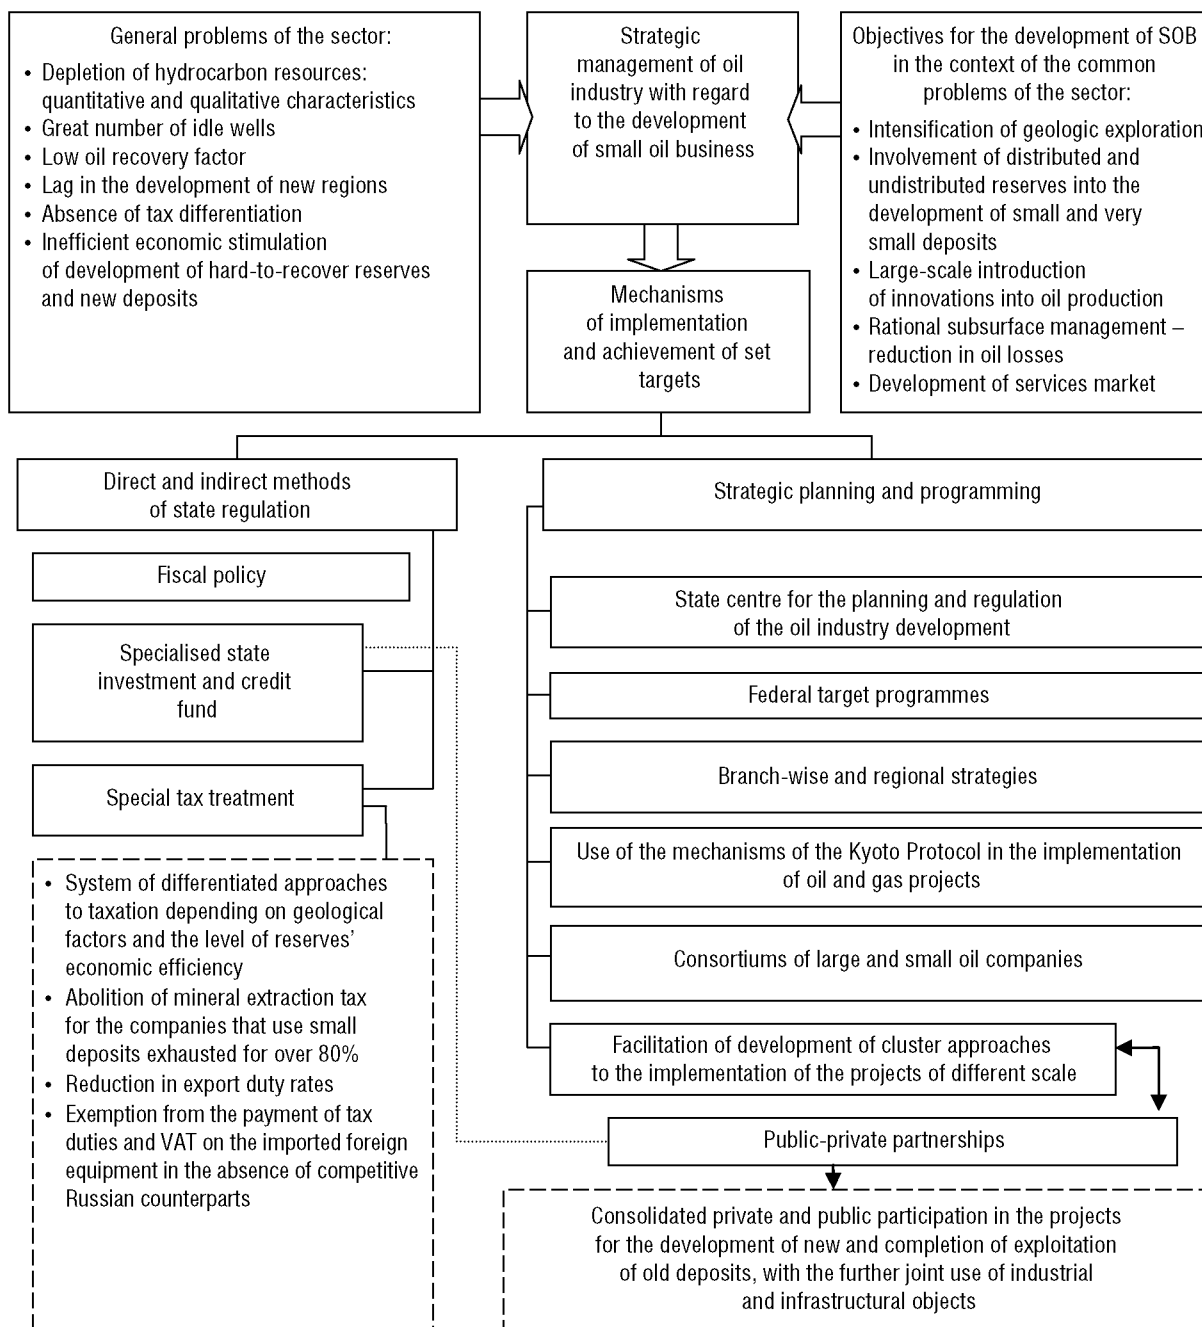 General problems of the sector:
• Depletion of hydrocarbon resources:
quantitative and qualitative characteristics
• Great number of idle wells
• Low oil recovery factor
• Lag in the development of new regions
• Absence of tax differentiation
• Inefficient economic stimulation
of development of hard-to-recover reserves
and new deposits
Strategic
management of oil
industry with regard
to the development
of small oil business
Objectives for the development of SOB
in the context of the common
problems of the sector:
• Intensification of geologic exploration
• Involvement of distributed and
undistributed reserves into the
development of small and very
small deposits
• Large-scale introduction
of innovations into oil production
• Rational subsurface management –
reduction in oil losses
• Development of services market
Mechanisms
of implementation
and achievement of set
targets
Direct and indirect methods
of state regulation
Fiscal policy
Specialised state
investment and credit
fund
Special tax treatment
• System of differentiated approaches
to taxation depending on geological
factors and the level of reserves’
economic efficiency
• Abolition of mineral extraction tax
for the companies that use small
deposits exhausted for over 80%
• Reduction in export duty rates
• Exemption from the payment of tax
duties and VAT on the imported foreign
equipment in the absence of competitive
Russian counterparts
Strategic planning and programming
State centre for the planning and regulation
of the oil industry development
Federal target programmes
Branch-wise and regional strategies
Use of the mechanisms of the Kyoto Protocol in the implementation
of oil and gas projects
Consortiums of large and small oil companies
Facilitation of development of cluster approaches
to the implementation of the projects of different scale
Public-private partnerships
Consolidated private and public participation in the projects
for the development of new and completion of exploitation
of old deposits, with the further joint use of industrial
and infrastructural objects